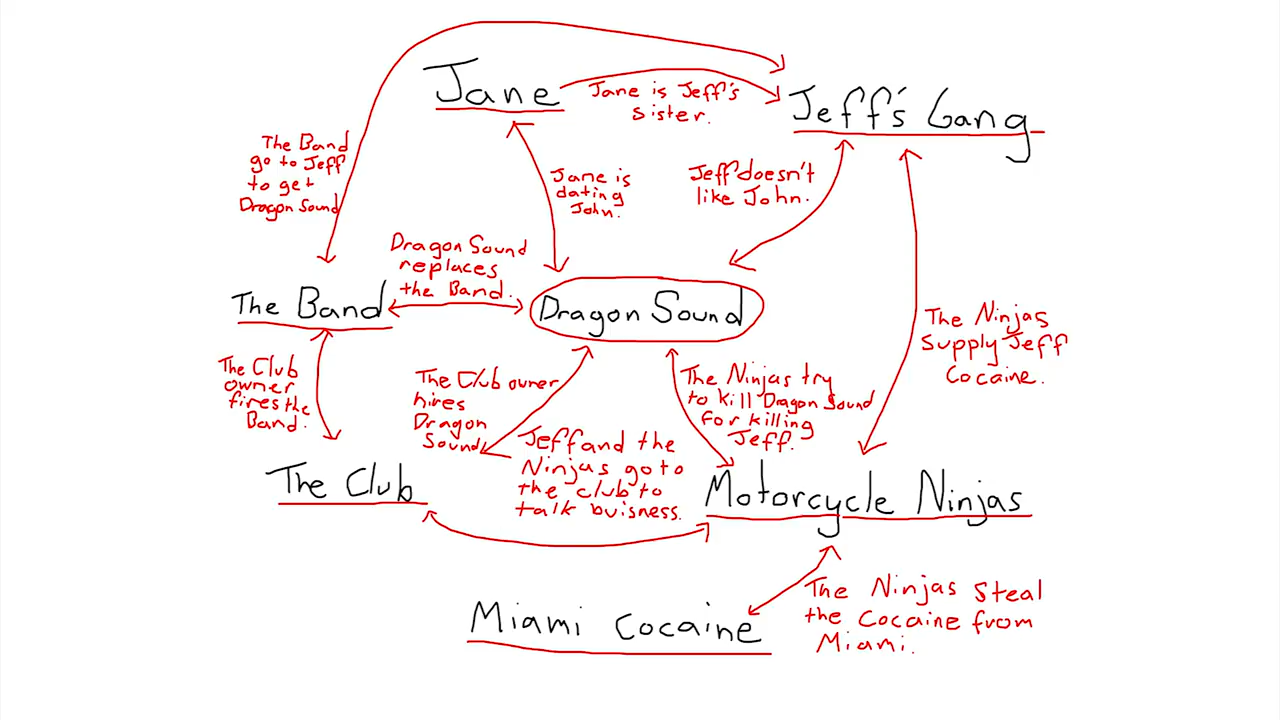 Jane
Jane is Jeff's
sister.
Jeff's Gang
The Band
go to Jeff
to get
Dragon Sound
Jane is
dating
John.
Jeff doesn't
like John.
Dragon Sound
replaces
the Band.
The Band
Dragon Sound
The Ninjas
Supply Jeff
Cocaine.
The Club
owner
fires the
Band.
The Club owner
hires
Dragon
Sound
The Ninjas try
to kill Dragon Sound
for killing
Jeff.
Jeff and the
Ninjas go to
the club to
talk buisness.
The Club
Motorcycle Ninjas
Miami Cocaine
The Ninjas Steal
the Cocaine from
Miami.